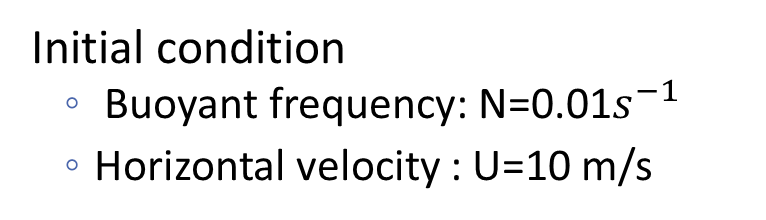 Initial condition
◦ Buoyant frequency: N=0.01s⁻¹
◦ Horizontal velocity : U=10 m/s